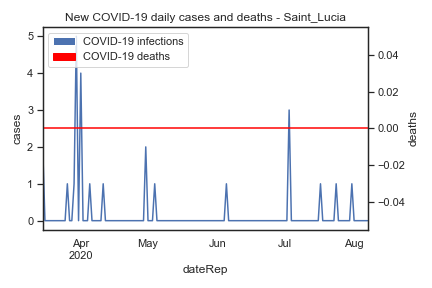 New COVID-19 daily cases and deaths - Saint_Lucia
COVID-19 infections
COVID-19 deaths
cases
5
4
3
2
1
0
0.04
0.02
0.00
−0.02
−0.04
deaths
Apr
2020
May
Jun
Jul
Aug
dateRep